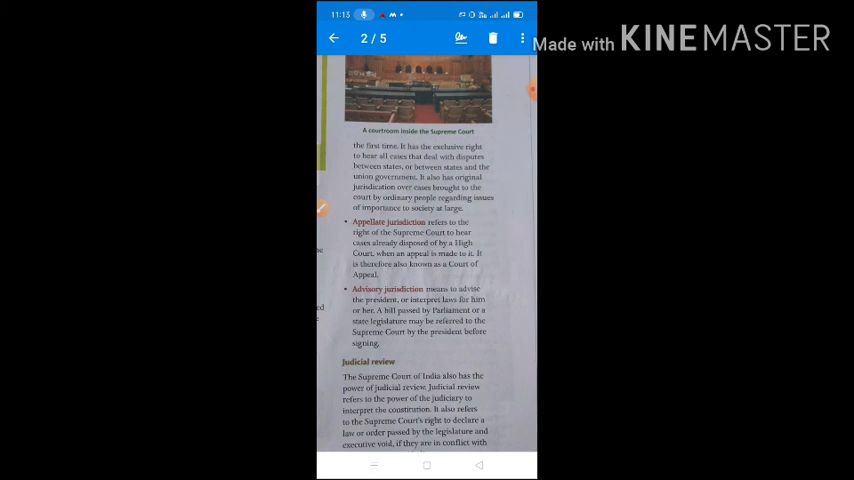 11:13
2 / 5
Made with KINEMASTER
A courtroom inside the Supreme Court
the first time. It has the exclusive right
to hear all cases that deal with disputes
between states, or between states and the
union government. It also has original
jurisdiction over cases brought to the
court by ordinary people regarding issues
of importance to society at large.
• Appellate jurisdiction refers to the
right of the Supreme Court to hear
cases already disposed of by a High
Court, when an appeal is made to it. It
is therefore also known as a Court of
Appeal.
• Advisory jurisdiction means to advise
the president, or interpret laws for him
or her. A bill passed by Parliament or a
state legislature may be referred to the
Supreme Court by the president before
signing.
Judicial review
The Supreme Court of India also has the
power of judicial review. Judicial review
refers to the power of the judiciary to
interpret the constitution. It also refers
to the Supreme Court's right to declare a
law or order passed by the legislature and
executive void, if they are in conflict with